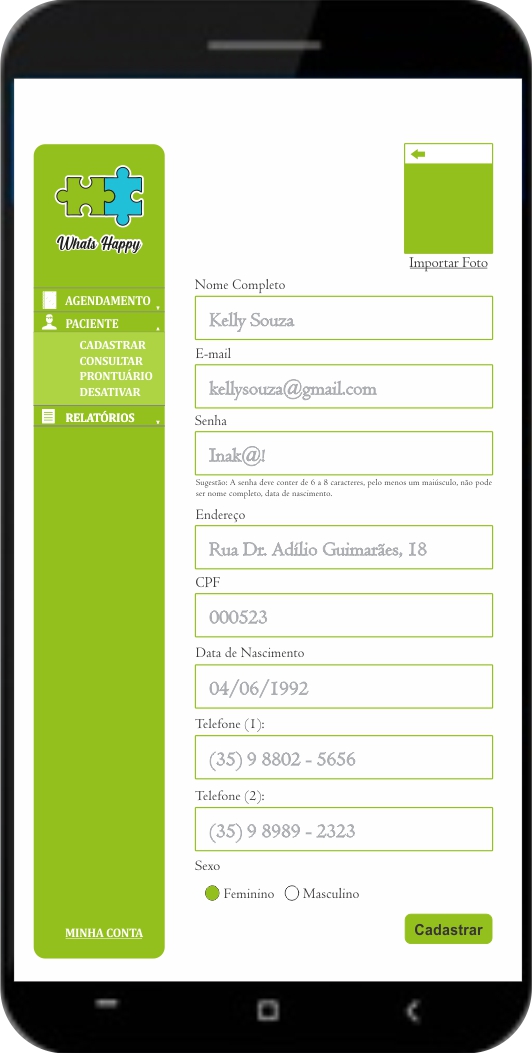 Whats Happy
AGENDAMENTO
PACIENTE
CADASTRAR
CONSULTAR
PRONTUÁRIO
DESATIVAR
RELATÓRIOS
MINHA CONTA
Importar Foto
Nome Completo
Kelly Souza
E-mail
kellysouza@gmail.com
Senha
Inak@!
Sugestão: A senha deve conter de 6 a 8 caracteres, pelo menos um maiúsculo, não pode
ser nome completo, data de nascimento.
Endereço
Rua Dr. Adílio Guimarães, 18
CPF
000523
Data de Nascimento
04/06/1992
Telefone (1):
(35) 9 8802 - 5656
Telefone (2):
(35) 9 8989 - 2323
Sexo
Feminino Masculino
Cadastrar